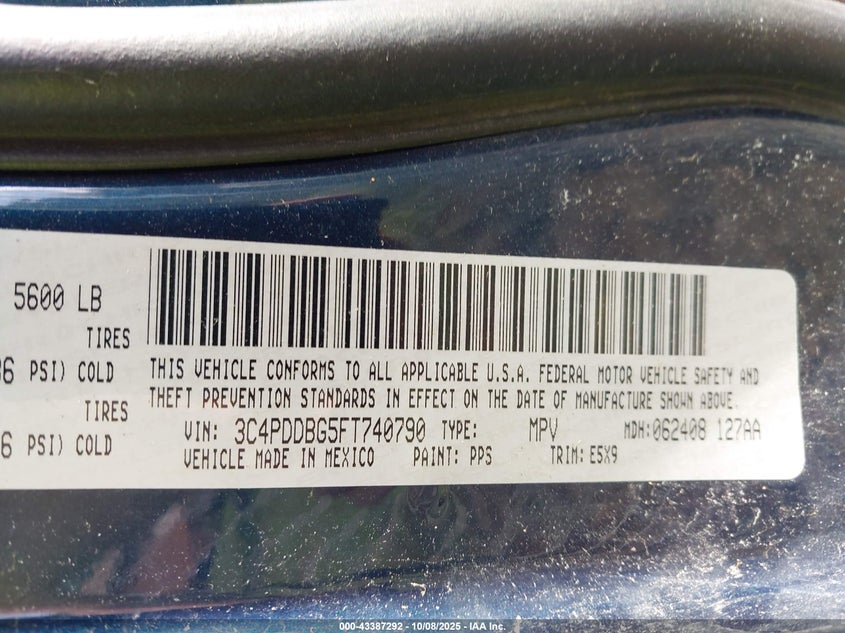 5600 LB
TIRES
6 PSI) COLD
TIRES
6 PSI) COLD
THIS VEHICLE CONFORMS TO ALL APPLICABLE U.S.A. FEDERAL MOTOR VEHICLE SAFETY AND
THEFT PREVENTION STANDARDS IN EFFECT ON THE DATE OF MANUFACTURE SHOWN ABOVE.
VIN: 3C4PDDBG5FT740790 TYPE: MPV MDH:062408 127AA
VEHICLE MADE IN MEXICO PAINT: PPS TRIM: E5X9
000-43387292 - 10/08/2025 - IAA Inc.